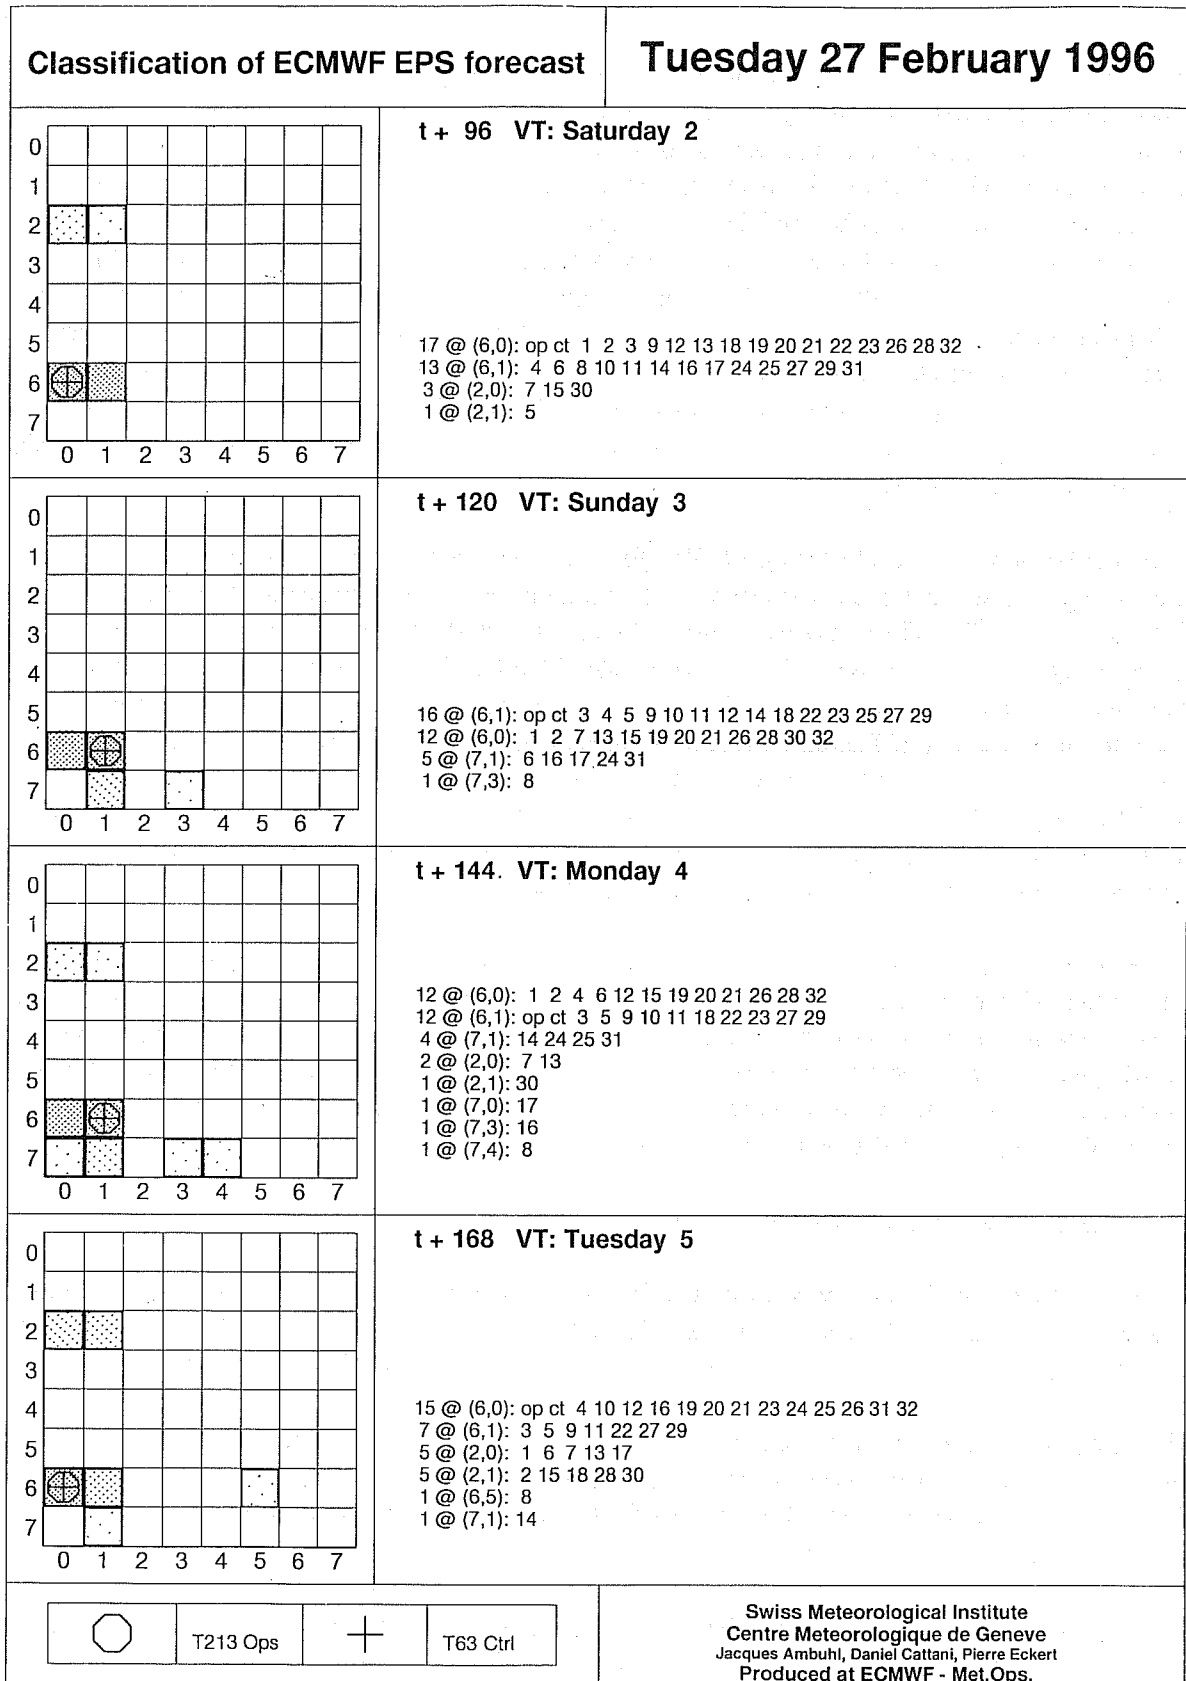 Classification of ECMWF EPS forecast
Tuesday 27 February 1996
t + 96 VT: Saturday 2
0
1
2
3
4
5
6
7
0 1 2 3 4 5 6 7
17 @ (6,0): op ct 1 2 3 9 12 13 18 19 20 21 22 23 26 28 32
13 @ (6,1): 4 6 8 10 11 14 16 17 24 25 27 29 31
3 @ (2,0): 7 15 30
1 @ (2,1): 5
t + 120 VT: Sunday 3
0
1
2
3
4
5
6
7
0 1 2 3 4 5 6 7
16 @ (6,1): op ct 3 4 5 9 10 11 12 14 18 22 23 25 27 29
12 @ (6,0): 1 2 7 13 15 19 20 21 26 28 30 32
5 @ (7,1): 6 16 17 24 31
1 @ (7,3): 8
t + 144. VT: Monday 4
0
1
2
3
4
5
6
7
0 1 2 3 4 5 6 7
12 @ (6,0): 1 2 4 6 12 15 19 20 21 26 28 32
12 @ (6,1): op ct 3 5 9 10 11 18 22 23 27 29
4 @ (7,1): 14 24 25 31
2 @ (2,0): 7 13
1 @ (2,1): 30
1 @ (7,0): 17
1 @ (7,3): 16
1 @ (7,4): 8
t + 168 VT: Tuesday 5
0
1
2
3
4
5
6
7
0 1 2 3 4 5 6 7
15 @ (6,0): op ct 4 10 12 16 19 20 21 23 24 25 26 31 32
7 @ (6,1): 3 5 9 11 22 27 29
5 @ (2,0): 1 6 7 13 17
5 @ (2,1): 2 15 18 28 30
1 @ (6,5): 8
1 @ (7,1): 14
T213 Ops
T63 Ctrl
Swiss Meteorological Institute
Centre Meteorologique de Geneve
Jacques Ambuhl, Daniel Cattani, Pierre Eckert
Produced at ECMWF - Met.Ops.